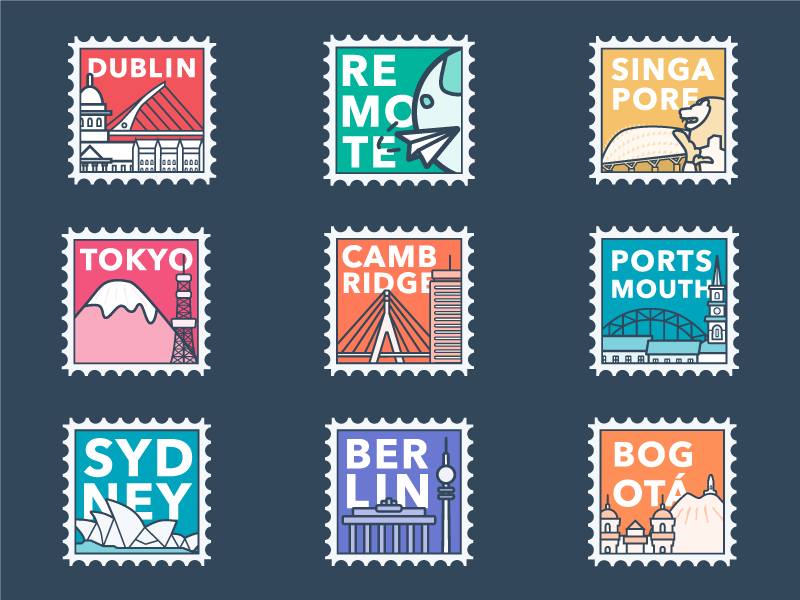 DUBLIN
RE
MO
TE
SINGA
PORE
TOKYO
CAMB
RIDGE
PORTS
MOUTH
SYD
NEY
BER
LIN
BOG
OTÁ